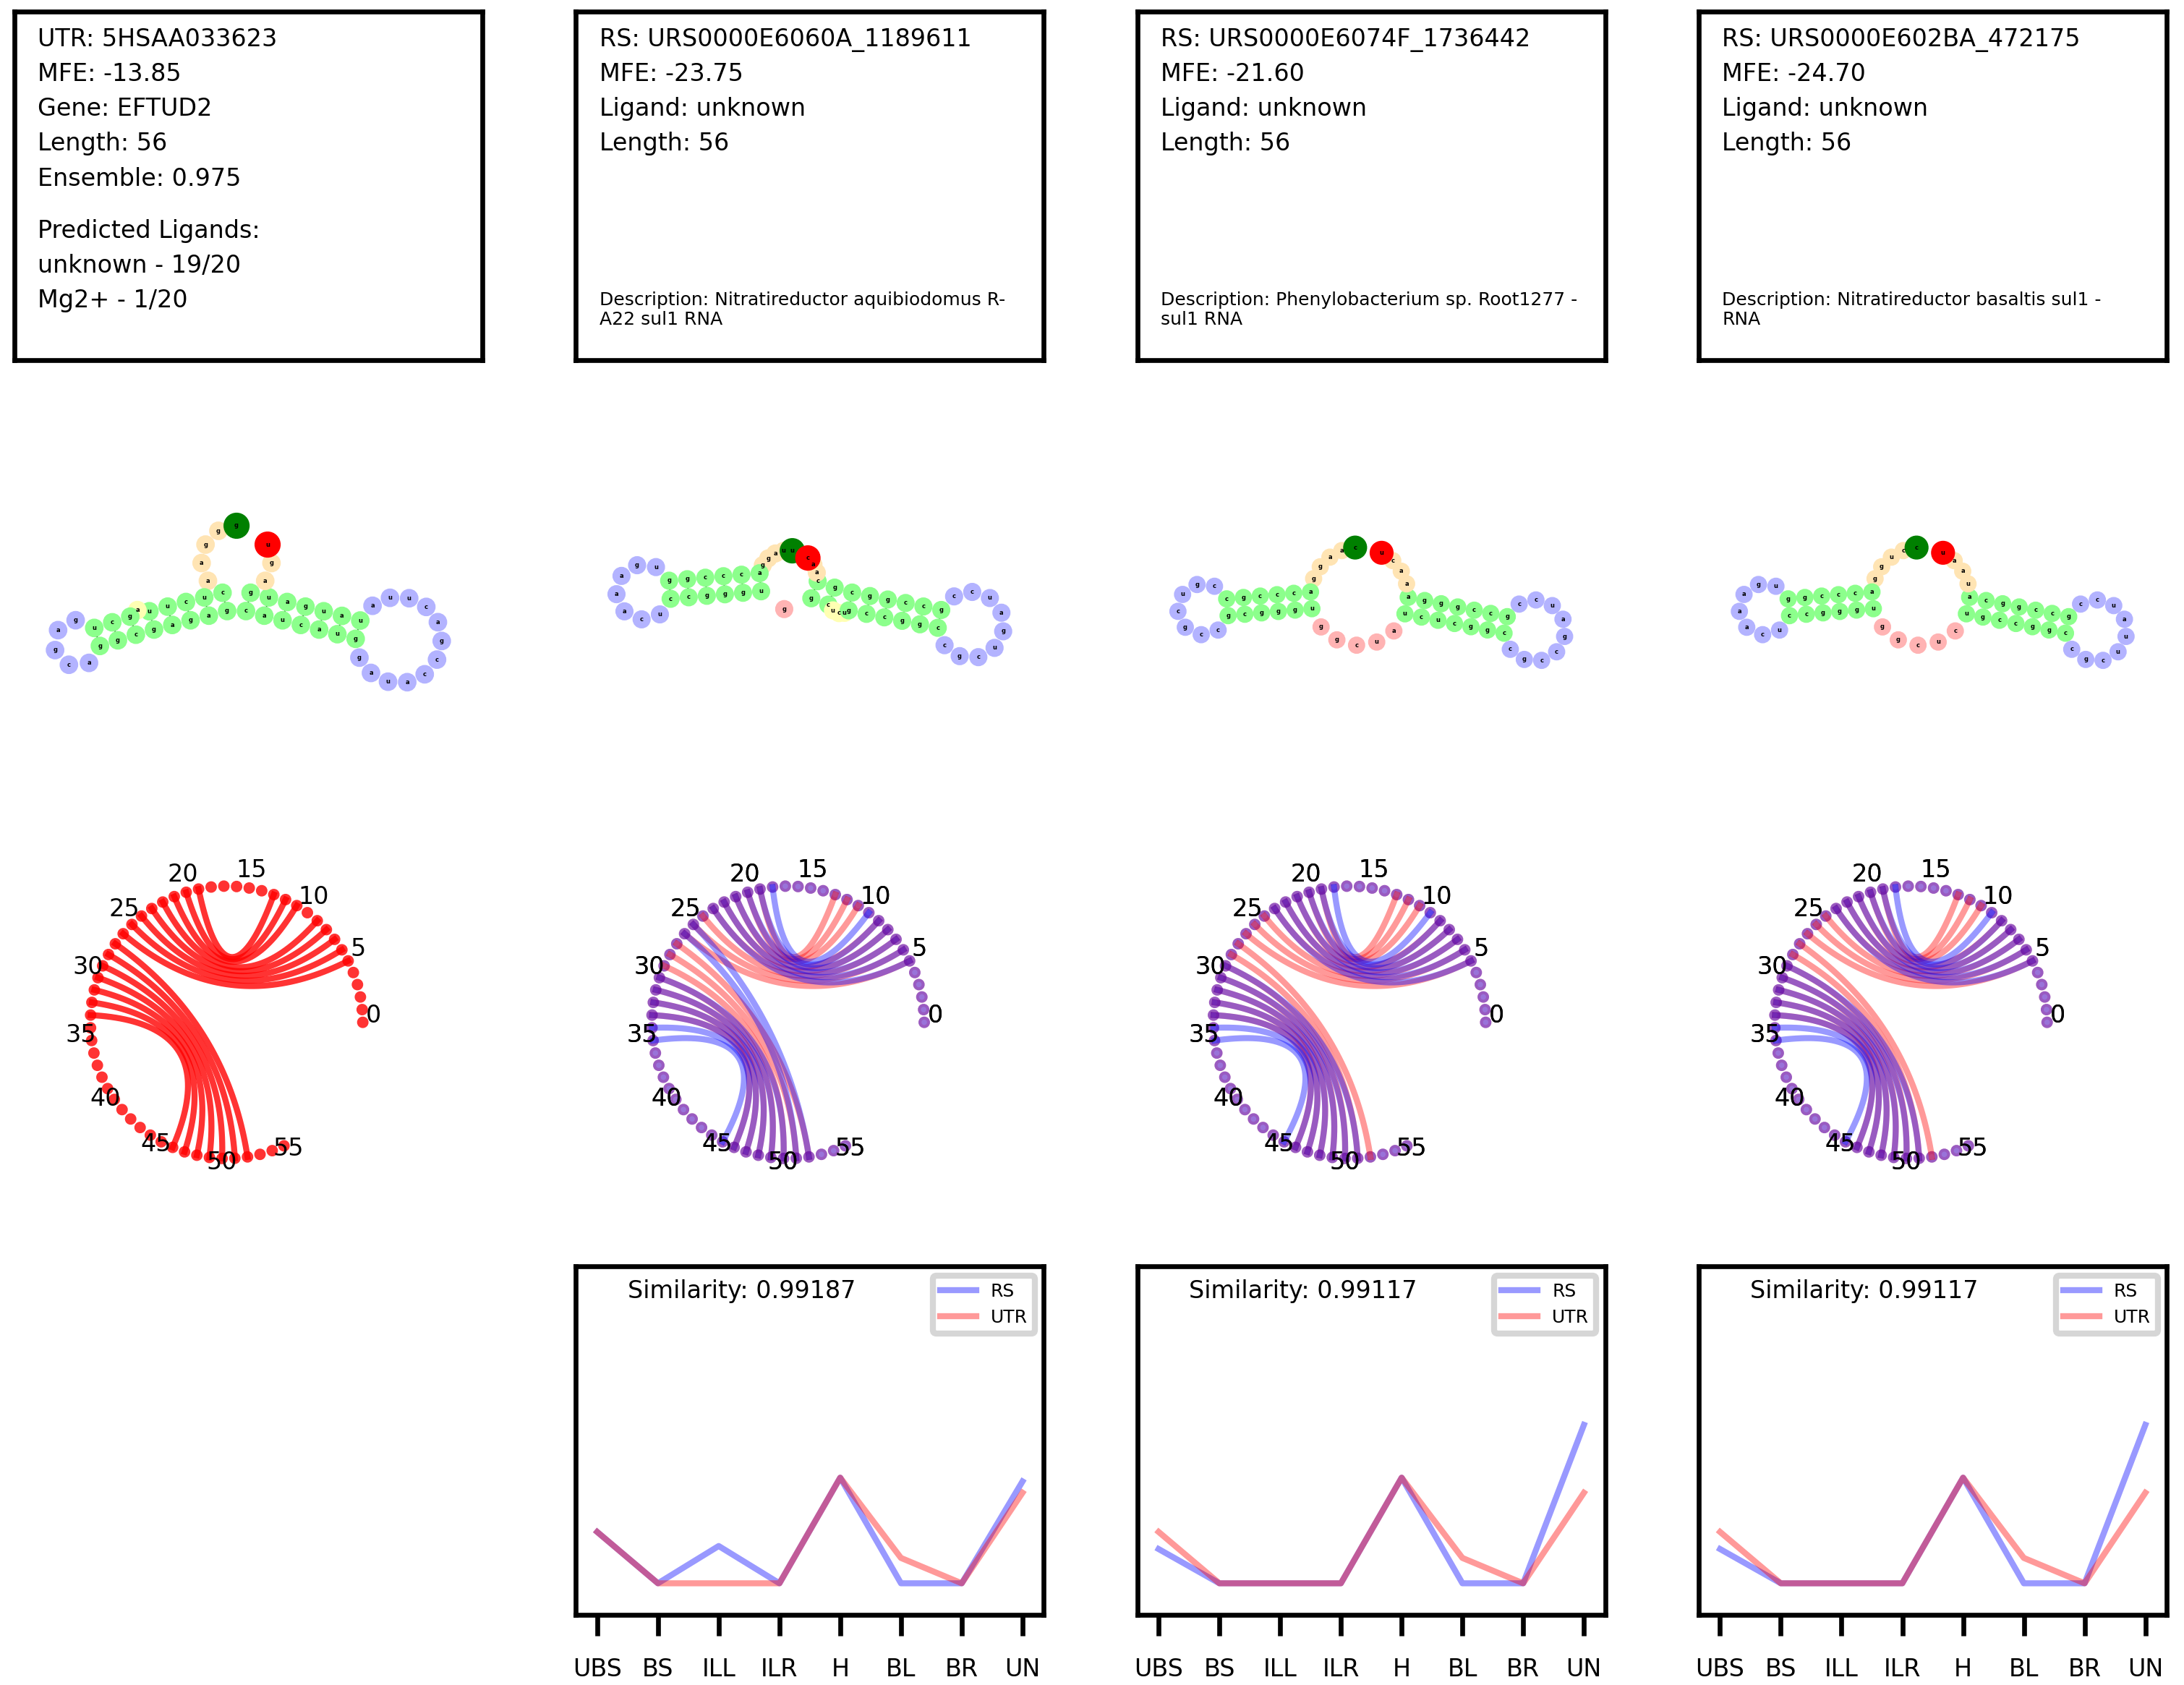 UTR: 5HSAA033623
MFE: -13.85
Gene: EFTUD2
Length: 56
Ensemble: 0.975
Predicted Ligands:
unknown - 19/20
Mg2+ - 1/20
RS: URS0000E6060A_1189611
MFE: -23.75
Ligand: unknown
Length: 56
Description: Nitratireductor aquibiodomus R-
A22 sul1 RNA
RS: URS0000E6074F_1736442
MFE: -21.60
Ligand: unknown
Length: 56
Description: Phenylobacterium sp. Root1277 -
sul1 RNA
RS: URS0000E602BA_472175
MFE: -24.70
Ligand: unknown
Length: 56
Description: Nitratireductor basaltis sul1 -
RNA
0 5 10 15 20 25 30 35 40 45 50 55
0 5 10 15 20 25 30 35 40 45 50 55
0 5 10 15 20 25 30 35 40 45 50 55
0 5 10 15 20 25 30 35 40 45 50 55
Similarity: 0.99187
RS
UTR
UBS BS ILL ILR H BL BR UN
Similarity: 0.99117
RS
UTR
UBS BS ILL ILR H BL BR UN
Similarity: 0.99117
RS
UTR
UBS BS ILL ILR H BL BR UN